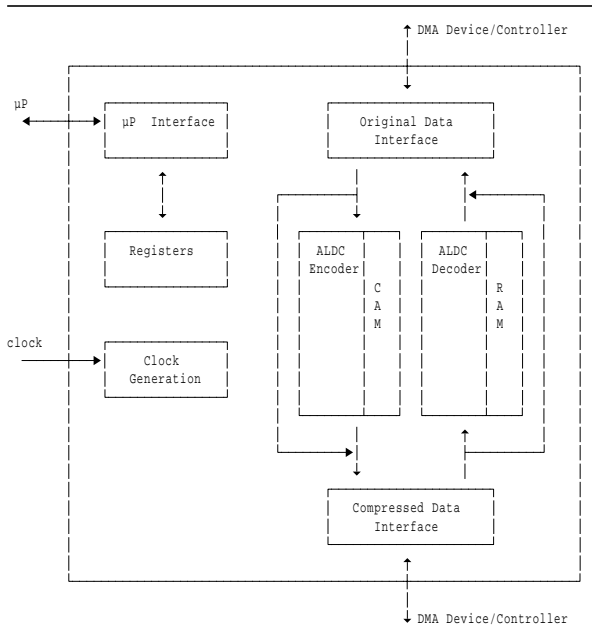 DMA Device/Controller
µP
µP Interface
Original Data
Interface
Registers
ALDC
Encoder
C
A
M
ALDC
Decoder
R
A
M
clock
Clock
Generation
Compressed Data
Interface
DMA Device/Controller